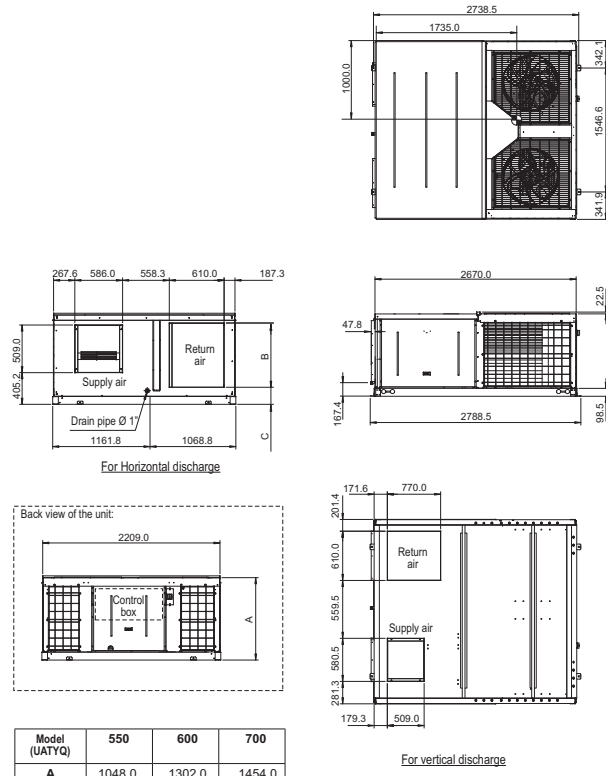 2738.5
1735.0
1000.0
342.1
1546.6
341.9
267.6 586.0 558.3 610.0 187.3
509.0
405.2
Supply air
Return
air
B
C
Drain pipe Ø 1"
1161.8 1068.8
For Horizontal discharge
2670.0
22.5
47.8
167.4
98.5
2788.5
Back view of the unit:
2209.0
Control
box
A
171.6 770.0
201.4
610.0
559.5
580.5
281.3
Return
air
Supply air
179.3 509.0
For vertical discharge
Model
(UATYQ) 550 600 700
A 1048.0 1302.0 1454.0